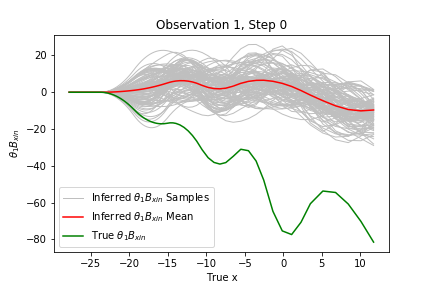 Observation 1, Step 0
20
0
−20
−40
−60
−80
θ₁Bₓᵢₙ
Inferred θ₁Bₓᵢₙ Samples
Inferred θ₁Bₓᵢₙ Mean
True θ₁Bₓᵢₙ
−25 −20 −15 −10 −5 0 5 10
True x